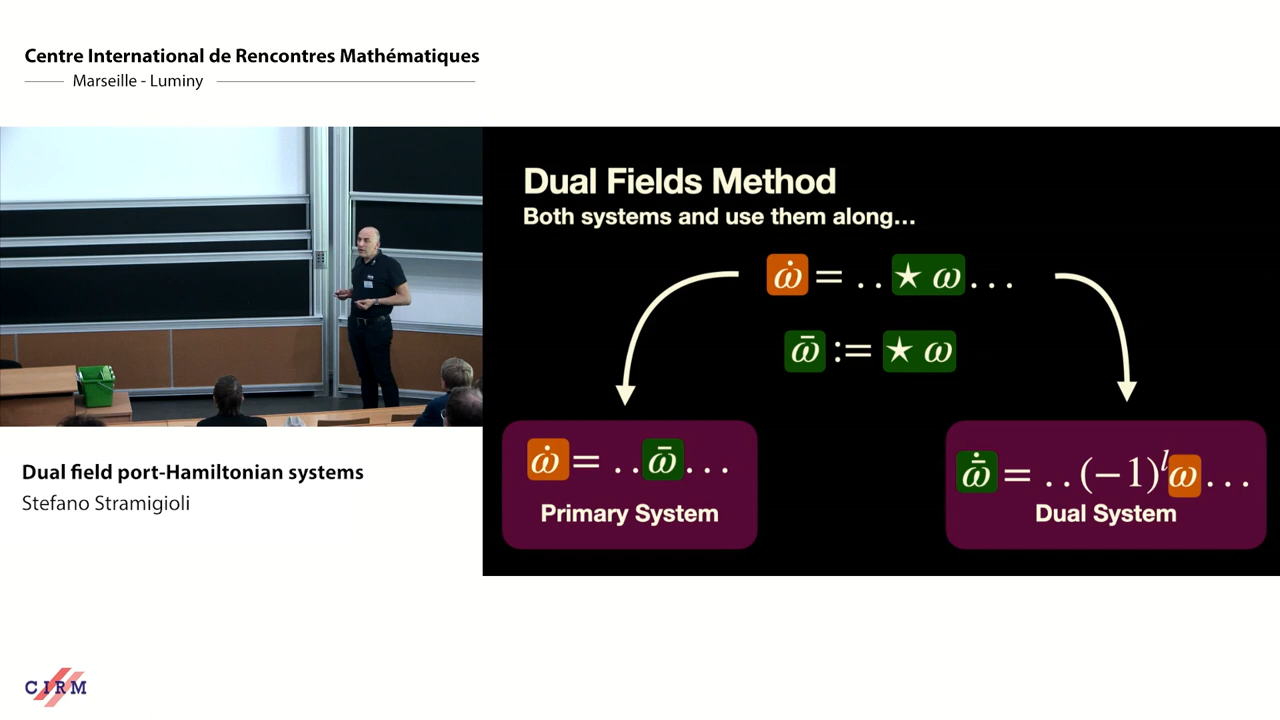 Centre International de Rencontres Mathématiques
Marseille - Luminy
Dual Fields Method
Both systems and use them along...
ω̇ = . . ★ ω . . .
ω̄ := ★ ω
ω̇ = . . ω̄ . . .
Primary System
ω̄̇ = . . (−1)^l ω . . .
Dual System
Dual field port-Hamiltonian systems
Stefano Stramigioli
CIRM